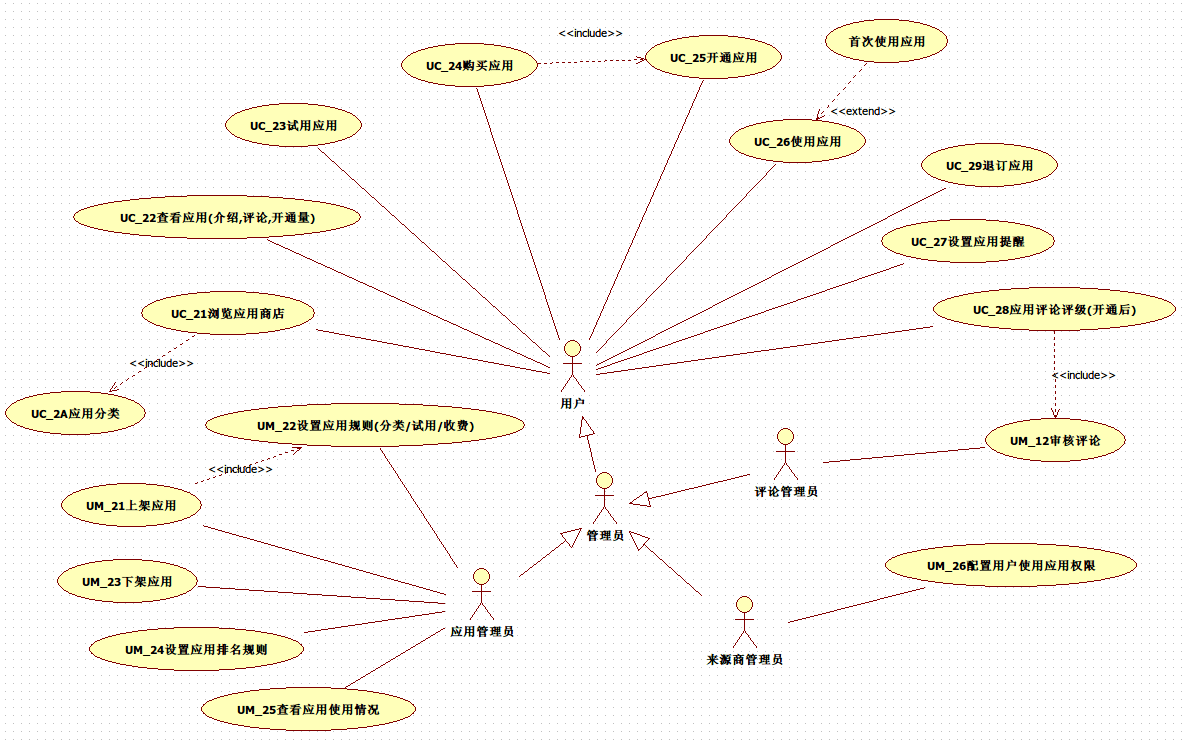 <<include>>
首次使用应用
UC_24购买应用
UC_25开通应用
<<extend>>
UC_23试用应用
UC_26使用应用
UC_29退订应用
UC_22查看应用(介绍,评论,开通量)
UC_27设置应用提醒
UC_21浏览应用商店
UC_28应用评论评级(开通后)
<<include>>
<<include>>
用户
UC_2A应用分类
UM_22设置应用规则(分类/试用/收费)
UM_12审核评论
<<include>>
评论管理员
UM_21上架应用
管理员
UM_26配置用户使用应用权限
UM_23下架应用
应用管理员
UM_24设置应用排名规则
来源商管理员
UM_25查看应用使用情况